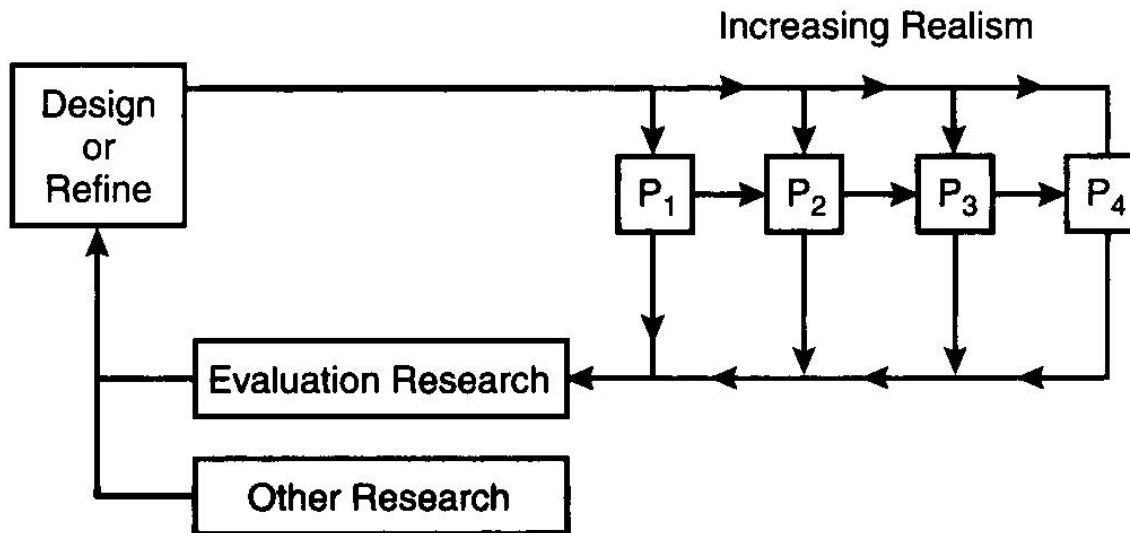 Increasing Realism
Design
or
Refine
P₁
P₂
P₃
P₄
Evaluation Research
Other Research